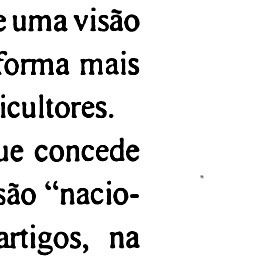 e uma visão
forma mais
icultores.
ue concede
são “nacio-
artigos, na